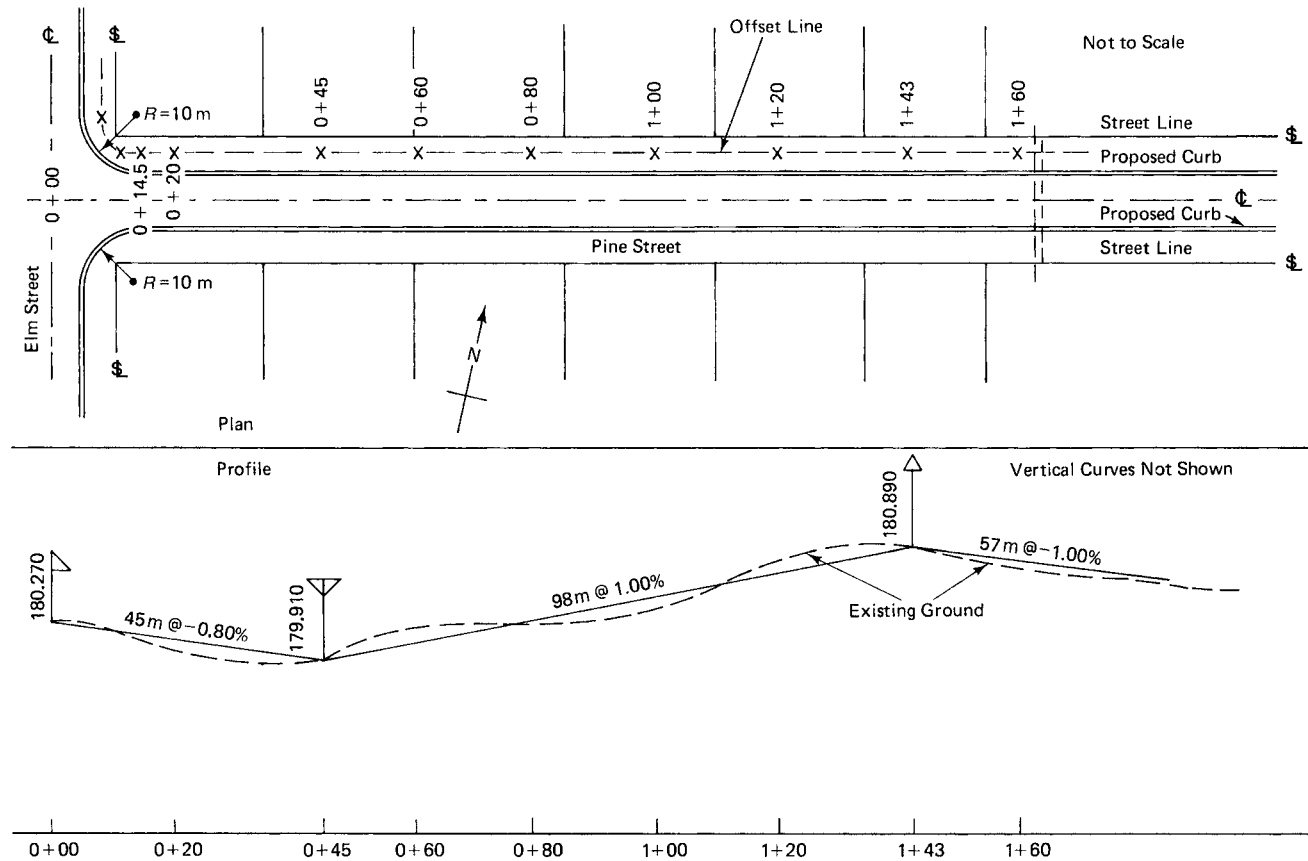 ℄
⅊
Offset Line
Not to Scale
R=10 m
0+45
0+60
0+80
1+00
1+20
1+43
1+60
Street Line
Proposed Curb
0+00
0+14.5
0+20
℄
Proposed Curb
Pine Street
Street Line
R=10 m
Elm Street
N
Plan
Profile
Vertical Curves Not Shown
180.270
45m @-0.80%
179.910
98m @ 1.00%
180.890
57m @-1.00%
Existing Ground
0+00 0+20 0+45 0+60 0+80 1+00 1+20 1+43 1+60